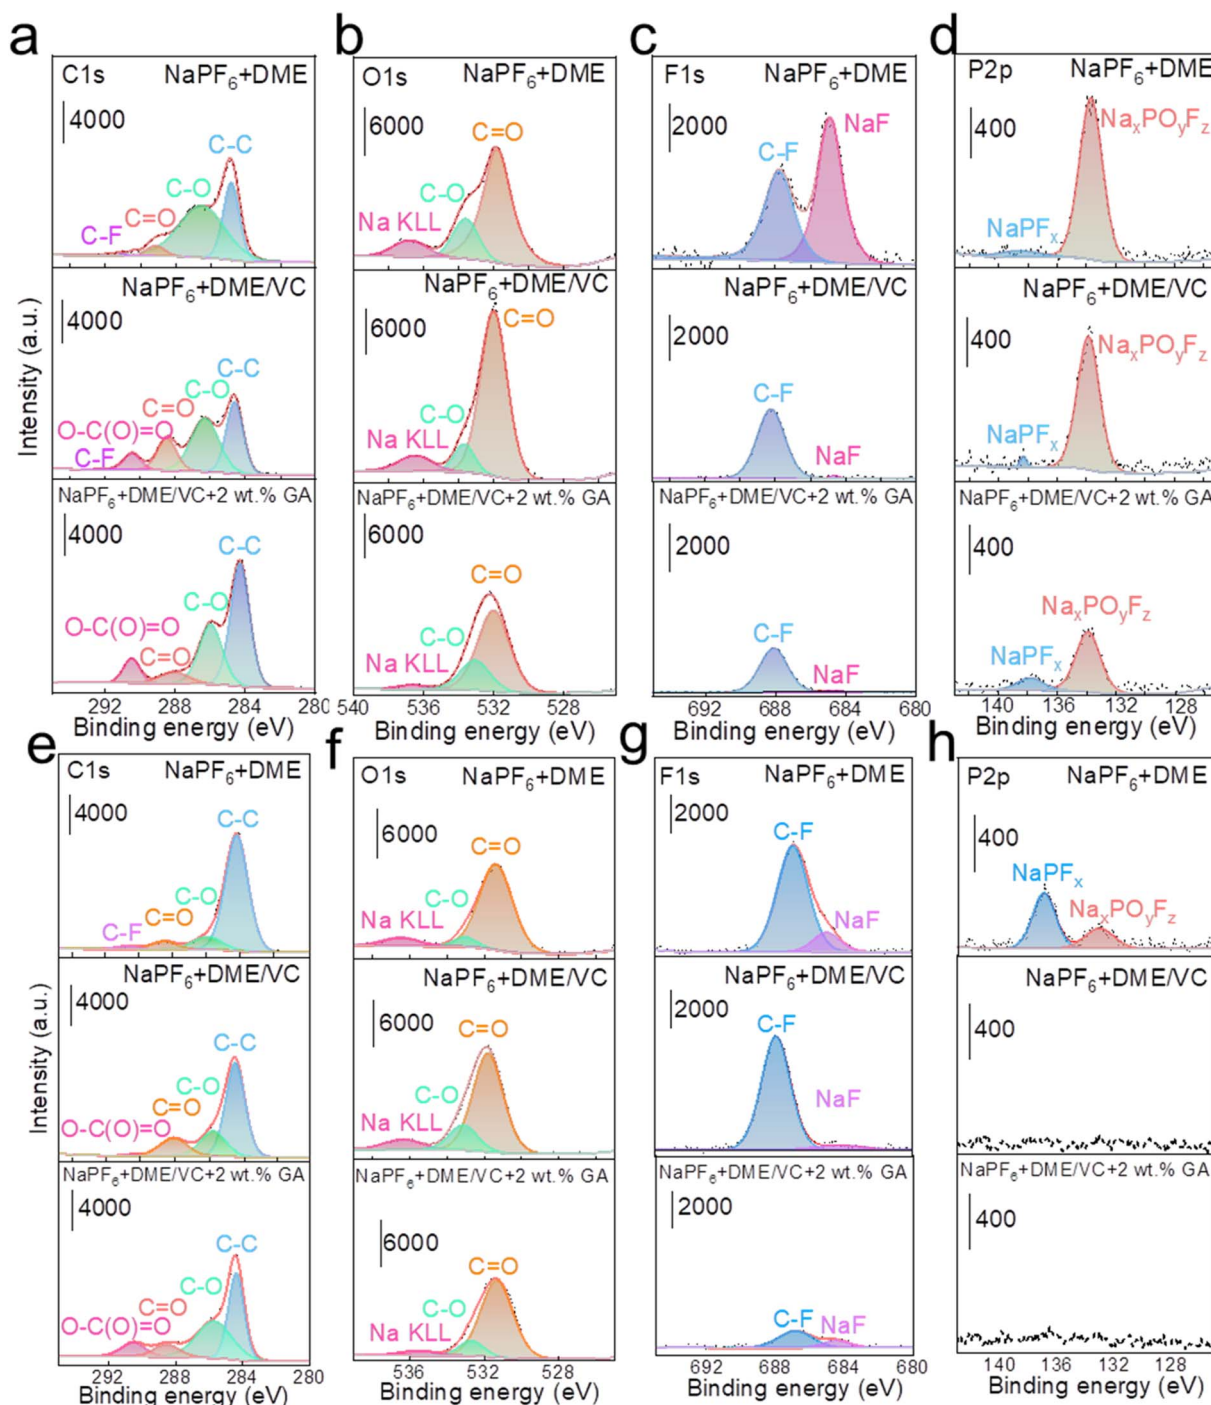 a
C1s
NaPF₆+DME
4000
C-C
C-O
C=O
C-F
NaPF₆+DME/VC
4000
C-C
C-O
C=O
O-C(O)=O
C-F
NaPF₆+DME/VC+2 wt.% GA
4000
C-C
C-O
O-C(O)=O
C=O
292 288 284 280
Binding energy (eV)
Intensity (a.u.)
b
O1s
NaPF₆+DME
6000
C=O
C-O
Na KLL
NaPF₆+DME/VC
6000
C=O
C-O
Na KLL
NaPF₆+DME/VC+2 wt.% GA
6000
C=O
C-O
Na KLL
540 536 532 528
Binding energy (eV)
c
F1s
NaPF₆+DME
2000
NaF
C-F
NaPF₆+DME/VC
2000
C-F
NaF
NaPF₆+DME/VC+2 wt.% GA
2000
C-F
NaF
692 688 684 680
Binding energy (eV)
d
P2p
NaPF₆+DME
400
NaₓPOᵧF_z
NaPFₓ
NaPF₆+DME/VC
400
NaₓPOᵧF_z
NaPFₓ
NaPF₆+DME/VC+2 wt.% GA
400
NaₓPOᵧF_z
NaPFₓ
140 136 132 128
Binding energy (eV)
e
C1s
NaPF₆+DME
4000
C-C
C-O
C=O
C-F
NaPF₆+DME/VC
4000
C-C
C-O
C=O
O-C(O)=O
NaPF₆+DME/VC+2 wt.% GA
4000
C-C
C-O
C=O
O-C(O)=O
292 288 284 280
Binding energy (eV)
Intensity (a.u.)
f
O1s
NaPF₆+DME
6000
C=O
C-O
Na KLL
NaPF₆+DME/VC
6000
C=O
C-O
Na KLL
NaPF₆+DME/VC+2 wt.% GA
6000
C=O
C-O
Na KLL
536 532 528
Binding energy (eV)
g
F1s
NaPF₆+DME
2000
C-F
NaF
NaPF₆+DME/VC
2000
C-F
NaF
NaPF₆+DME/VC+2 wt.% GA
2000
C-F
NaF
692 688 684 680
Binding energy (eV)
h
P2p
NaPF₆+DME
400
NaPFₓ
NaₓPOᵧF_z
NaPF₆+DME/VC
400
NaPF₆+DME/VC+2 wt.% GA
400
140 136 132 128
Binding energy (eV)